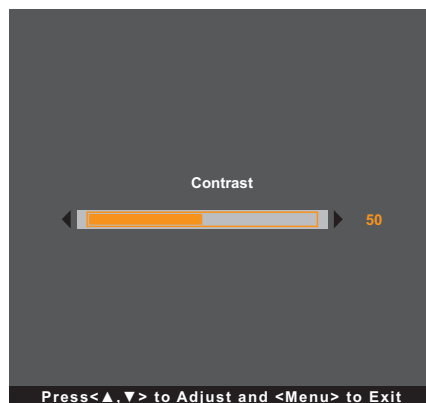 Contrast
50
Press<▲,▼> to Adjust and <Menu> to Exit